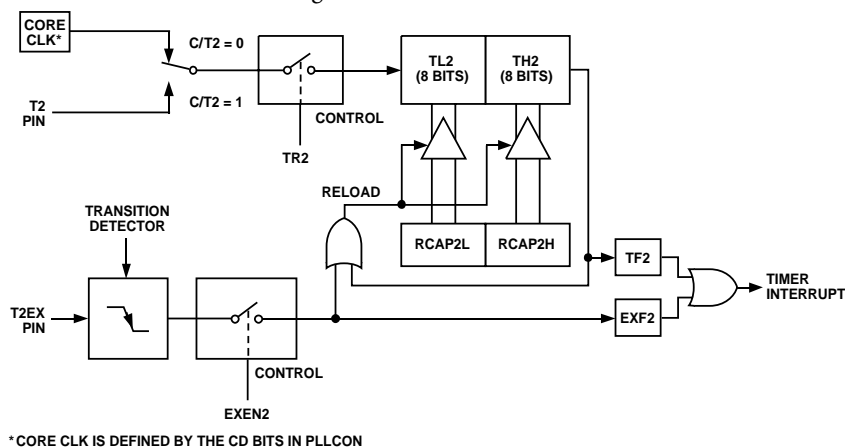 CORE
CLK*
C/T2 = 0
TL2
(8 BITS)
TH2
(8 BITS)
T2
PIN
C/T2 = 1
CONTROL
TR2
RELOAD
TRANSITION
DETECTOR
RCAP2L
RCAP2H
TF2
TIMER
INTERRUPT
T2EX
PIN
EXF2
CONTROL
EXEN2
*CORE CLK IS DEFINED BY THE CD BITS IN PLLCON